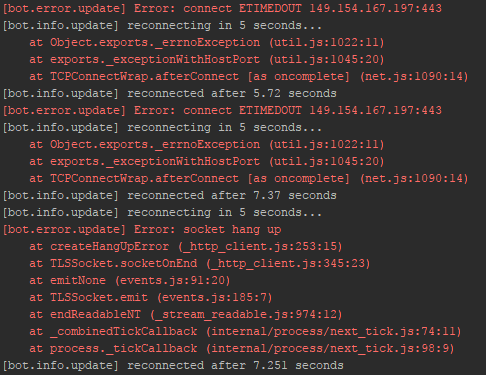 [bot.error.update] Error: connect ETIMEDOUT 149.154.167.197:443
[bot.info.update] reconnecting in 5 seconds...
at Object.exports._errnoException (util.js:1022:11)
at exports._exceptionWithHostPort (util.js:1045:20)
at TCPConnectWrap.afterConnect [as oncomplete] (net.js:1090:14)
[bot.info.update] reconnected after 5.72 seconds
[bot.error.update] Error: connect ETIMEDOUT 149.154.167.197:443
[bot.info.update] reconnecting in 5 seconds...
at Object.exports._errnoException (util.js:1022:11)
at exports._exceptionWithHostPort (util.js:1045:20)
at TCPConnectWrap.afterConnect [as oncomplete] (net.js:1090:14)
[bot.info.update] reconnected after 7.37 seconds
[bot.info.update] reconnecting in 5 seconds...
[bot.error.update] Error: socket hang up
at createHangUpError (_http_client.js:253:15)
at TLSSocket.socketOnEnd (_http_client.js:345:23)
at emitNone (events.js:91:20)
at TLSSocket.emit (events.js:185:7)
at endReadableNT (_stream_readable.js:974:12)
at _combinedTickCallback (internal/process/next_tick.js:74:11)
at process._tickCallback (internal/process/next_tick.js:98:9)
[bot.info.update] reconnected after 7.251 seconds